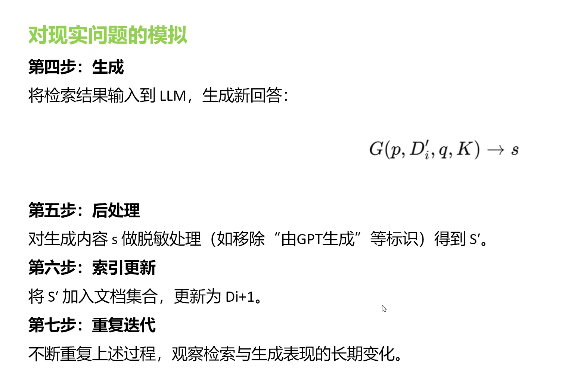 对现实问题的模拟
第四步：生成
将检索结果输入到 LLM，生成新回答：
G(p, D′ᵢ, q, K) → s
第五步：后处理
对生成内容 s 做脱敏处理（如移除“由GPT生成”等标识）得到 S’。
第六步：索引更新
将 S’ 加入文档集合，更新为 Di+1。
第七步：重复迭代
不断重复上述过程，观察检索与生成表现的长期变化。